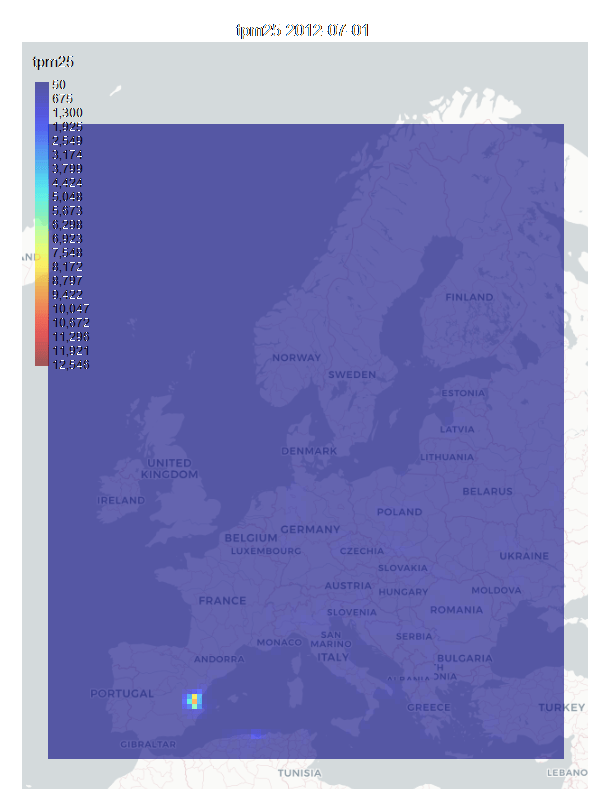 tpm25 2012-07-01
tpm25
50
675
1,300
1,925
2,549
3,174
3,799
4,424
5,048
5,673
6,298
6,923
7,548
8,172
8,797
9,422
10,047
10,672
11,296
11,921
12,546
AND
FINLAND
NORWAY
SWEDEN
ESTONIA
LATVIA
DENMARK
LITHUANIA
UNITED
KINGDOM
IRELAND
BELARUS
POLAND
GERMANY
BELGIUM
LUXEMBOURG
CZECHIA
UKRAINE
SLOVAKIA
AUSTRIA
HUNGARY
MOLDOVA
FRANCE
SLOVENIA
ROMANIA
MONACO
SAN
MARINO
SERBIA
ANDORRA
ITALY
BULGARIA
H
ONIA
PORTUGAL
GREECE
TURKEY
GIBRALTAR
TUNISIA
LEBANO